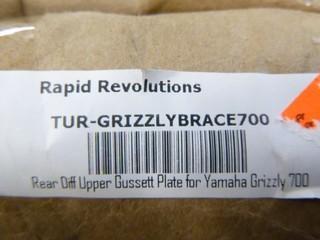 Rapid Revolutions
TUR-GRIZZLYBRACE700
Rear Diff Upper Gussett Plate for Yamaha Grizzly 700